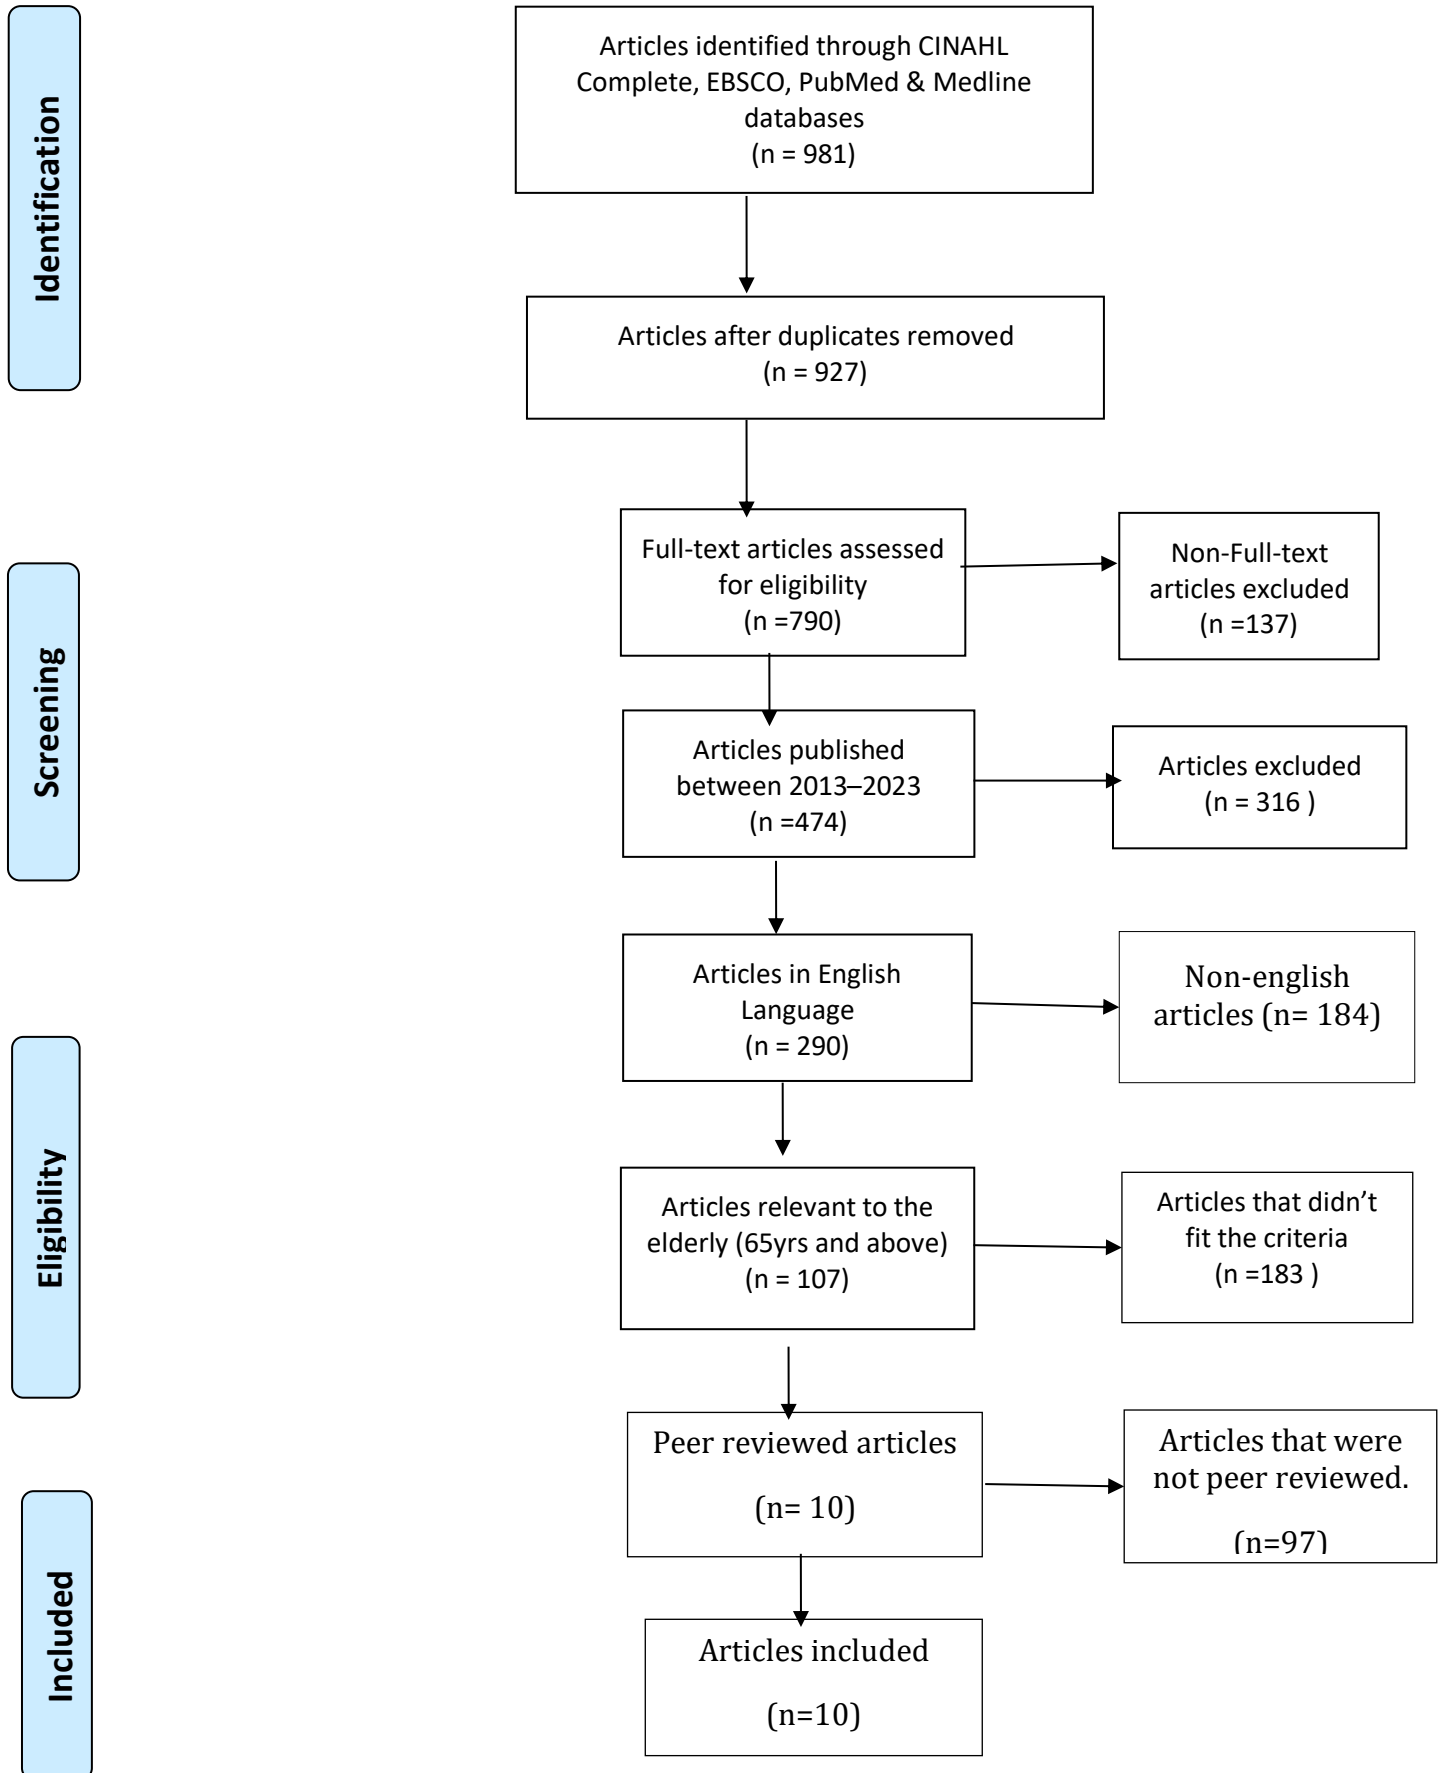 Identification
Articles identified through CINAHL
Complete, EBSCO, PubMed & Medline
databases
(n = 981)
Articles after duplicates removed
(n = 927)
Screening
Full-text articles assessed
for eligibility
(n =790)
Non-Full-text
articles excluded
(n =137)
Articles published
between 2013–2023
(n =474)
Articles excluded
(n = 316 )
Articles in English
Language
(n = 290)
Non-english
articles (n= 184)
Eligibility
Articles relevant to the
elderly (65yrs and above)
(n = 107)
Articles that didn’t
fit the criteria
(n =183 )
Peer reviewed articles
(n= 10)
Articles that were
not peer reviewed.
(n=97)
Included
Articles included
(n=10)